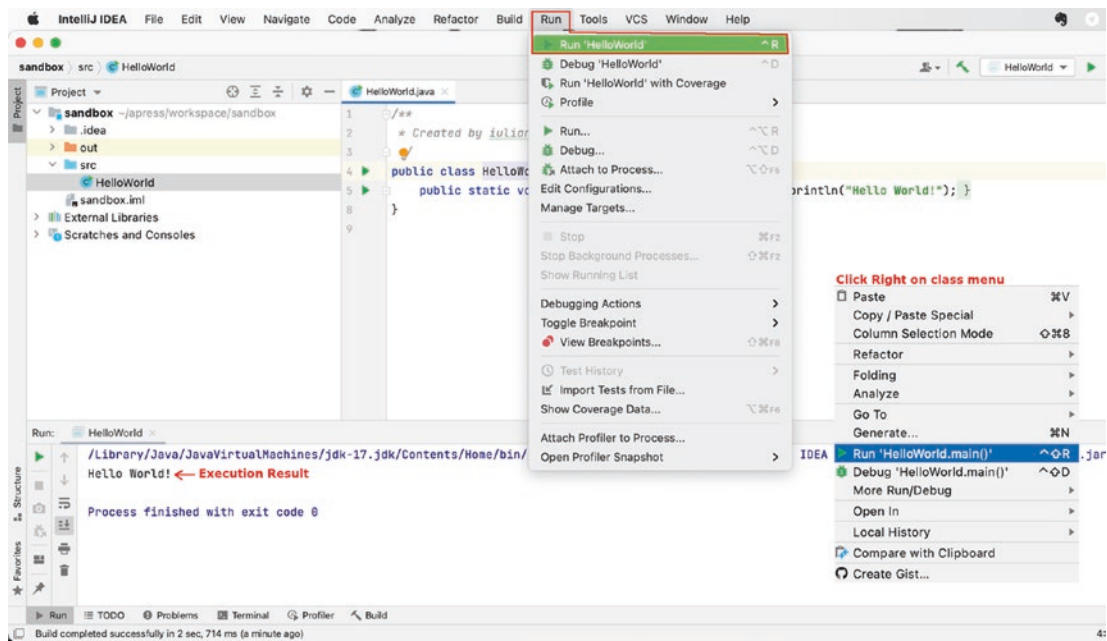 IntelliJ IDEA File Edit View Navigate Code Analyze Refactor Build Run Tools VCS Window Help
sandbox src HelloWorld
HelloWorld
Project
Project
HelloWorld.java
sandbox ~/apress/workspace/sandbox
.idea
out
src
HelloWorld
sandbox.iml
External Libraries
Scratches and Consoles
1 /**
2 * Created by
3
4 public class
5 public static println("Hello World!"); }
8 }
9
Run 'HelloWorld' ^R
Debug 'HelloWorld' ^D
Run 'HelloWorld' with Coverage
Profile
Run... ^⌥R
Debug... ^⌥D
Attach to Process... ⌥⇧F5
Edit Configurations...
Manage Targets...
Stop ⌘F2
Stop Background Processes... ⇧⌘F2
Show Running List
Debugging Actions
Toggle Breakpoint
View Breakpoints... ⇧⌘F8
Test History
Import Tests from File...
Show Coverage Data... ⌥⌘F6
Attach Profiler to Process...
Open Profiler Snapshot
Click Right on class menu
Paste ⌘V
Copy / Paste Special
Column Selection Mode ⇧⌘8
Refactor
Folding
Analyze
Go To
Generate... ⌘N
Run 'HelloWorld.main()' ^⇧R
Debug 'HelloWorld.main()' ^⇧D
More Run/Debug
Open In
Local History
Compare with Clipboard
Create Gist...
Run: HelloWorld
/Library/Java/JavaVirtualMachines/jdk-17.jdk/Contents/Home/bin/ IDEA .jar
Hello World! ← Execution Result
Process finished with exit code 0
Structure
Favorites
Run TODO Problems Terminal Profiler Build
Build completed successfully in 2 sec, 714 ms (a minute ago)